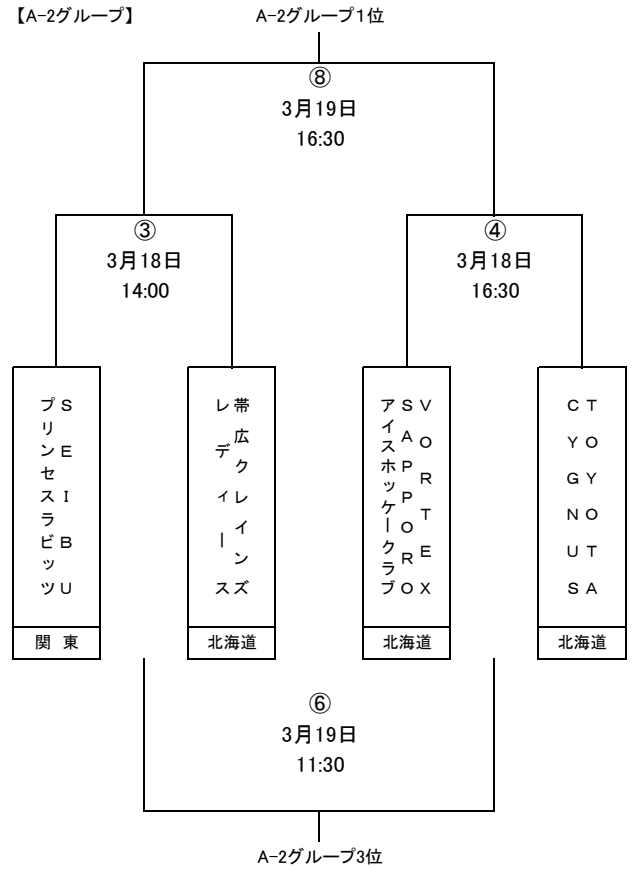 【A-2グループ】
A-2グループ1位
⑧
3月19日
16:30
③
3月18日
14:00
④
3月18日
16:30
SEIBU
プリンセスラビッツ
関東
帯広クレインズ
レディース
北海道
VORTEX
SAPPORO
アイスホッケークラブ
北海道
TOYOTA
CYGNUS
北海道
⑥
3月19日
11:30
A-2グループ3位